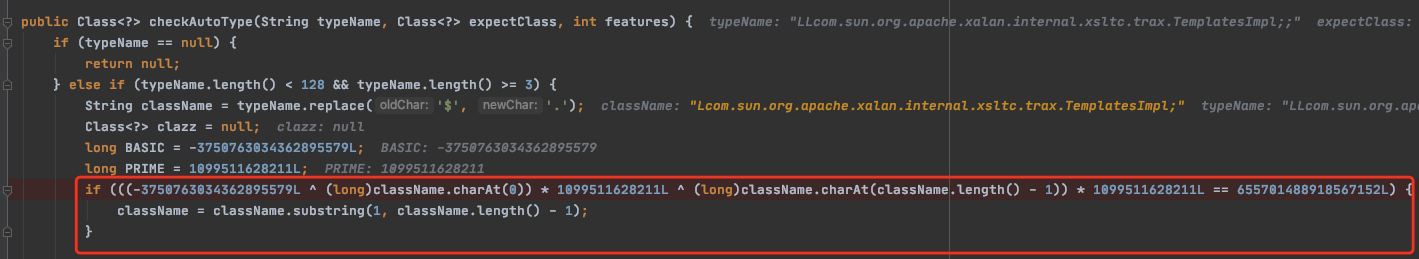 public Class<?> checkAutoType(String typeName, Class<?> expectClass, int features) { typeName: "LLcom.sun.org.apache.xalan.internal.xsltc.trax.TemplatesImpl;;" expectClass:
if (typeName == null) {
return null;
} else if (typeName.length() < 128 && typeName.length() >= 3) {
String className = typeName.replace( oldChar: '$', newChar: '.'); className: "Lcom.sun.org.apache.xalan.internal.xsltc.trax.TemplatesImpl;" typeName: "LLcom.sun.org.apa
Class<?> clazz = null; clazz: null
long BASIC = -3750763034362895579L; BASIC: -3750763034362895579
long PRIME = 1099511628211L; PRIME: 1099511628211
if (((-3750763034362895579L ^ (long)className.charAt(0)) * 1099511628211L ^ (long)className.charAt(className.length() - 1)) * 1099511628211L == 655701488918567152L) {
className = className.substring(1, className.length() - 1);
}